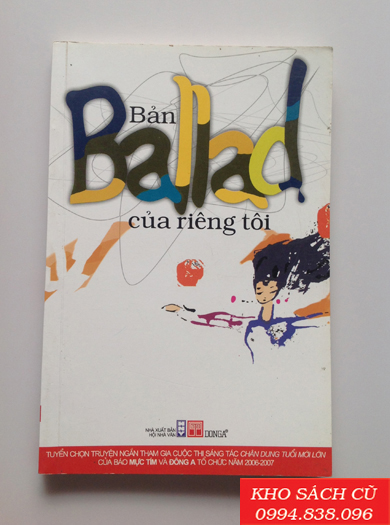 Bản
Ballad
của riêng tôi
NHÀ XUẤT BẢN
HỘI NHÀ VĂN
ĐÔNG A
TUYỂN CHỌN TRUYỆN NGẮN THAM GIA CUỘC THI SÁNG TÁC CHÂN DUNG TUỔI MỚI LỚN
CỦA BÁO MỰC TÍM VÀ ĐÔNG A TỔ CHỨC NĂM 2006-2007
KHO SÁCH CŨ
0994.838.096